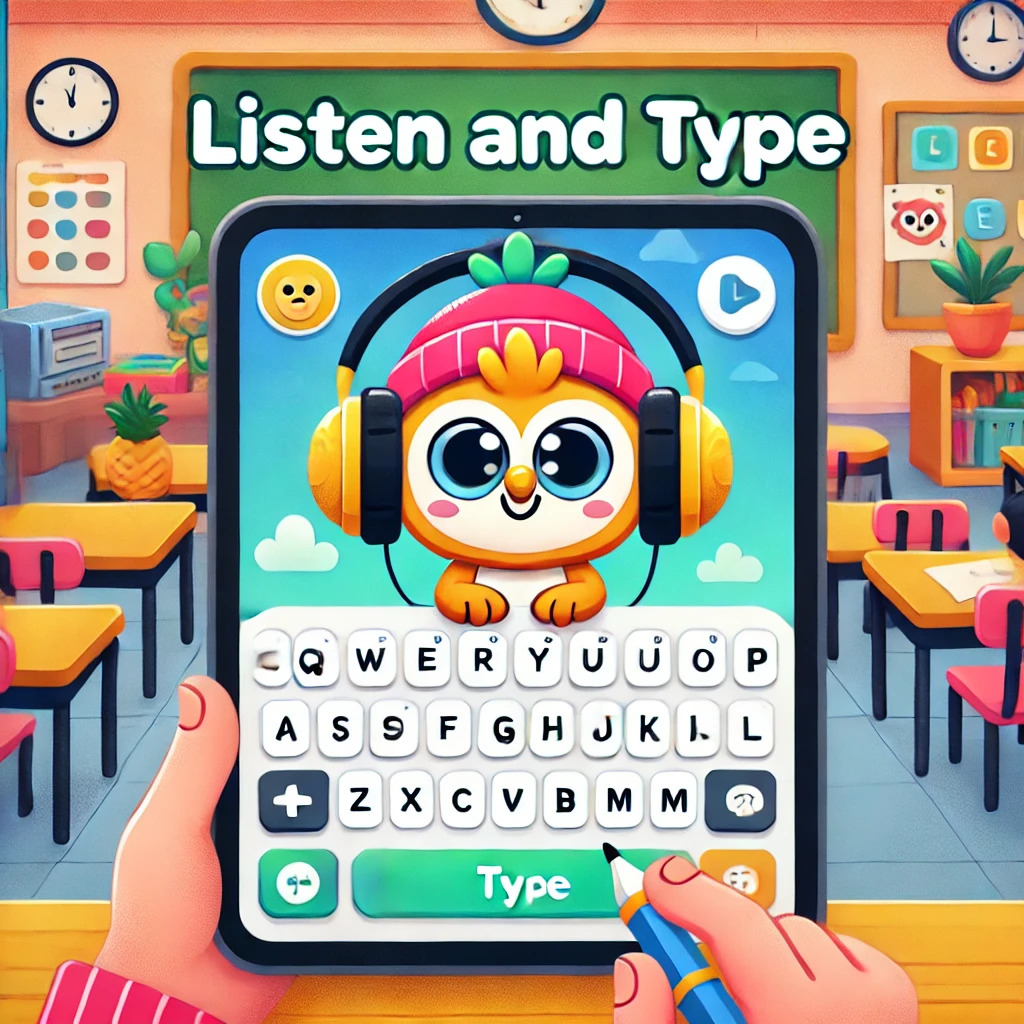 Listen and Type
L C
E
Q W E R Y U U O P
A S F G H J K L
Z X C V B M M
Type